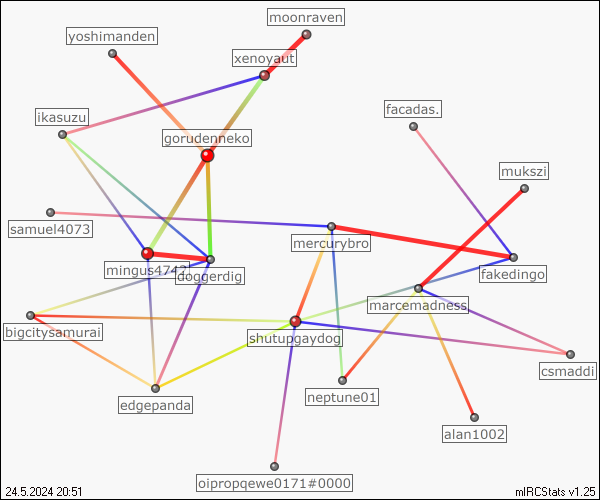 moonraven
yoshimanden
xenoyaut
facadas.
ikasuzu
gorudenneko
mukszi
samuel4073
mercurybro
mingus4742
doggerdig
fakedingo
marcemadness
bigcitysamurai
shutupgaydog
csmaddi
edgepanda
neptune01
alan1002
oipropqewe0171#0000
24.5.2024 20:51
mIRCStats v1.25